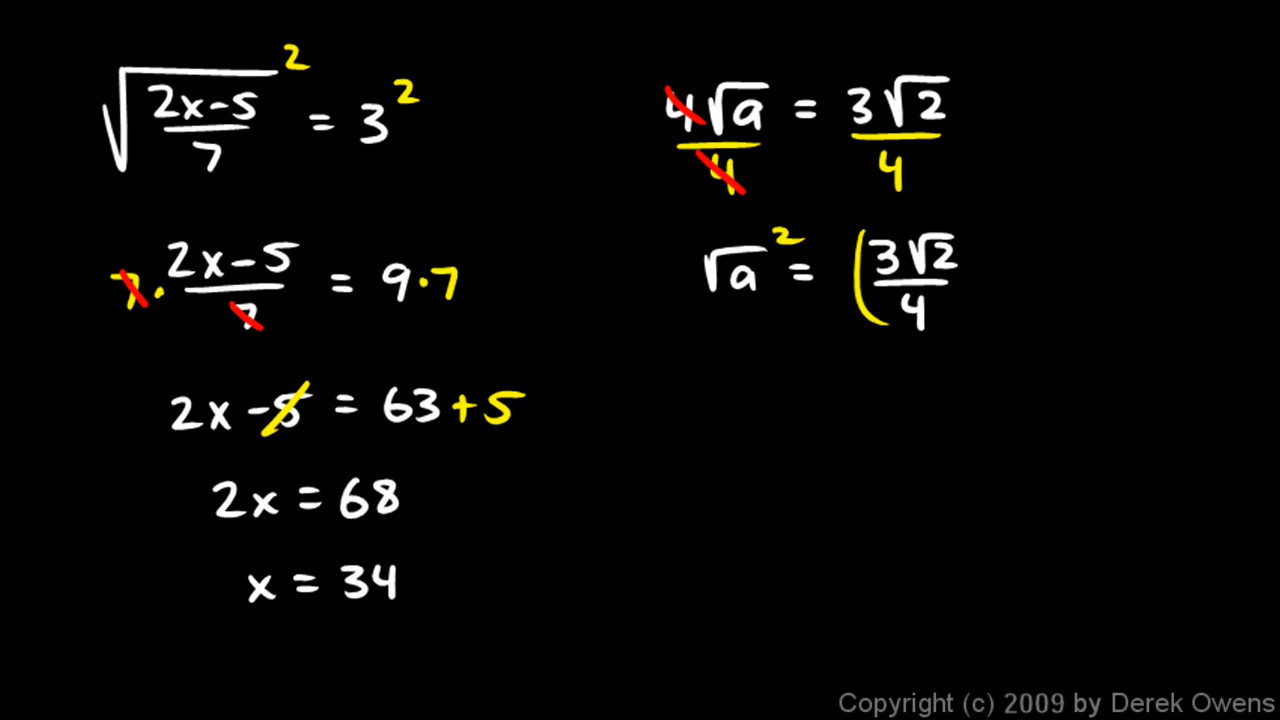 √((2x-5)/7)² = 3²
7 · (2x-5)/7 = 9 · 7
2x - 5 = 63 + 5
2x = 68
x = 34
4√a/4 = 3√2/4
√a² = (3√2/4
Copyright (c) 2009 by Derek Owens